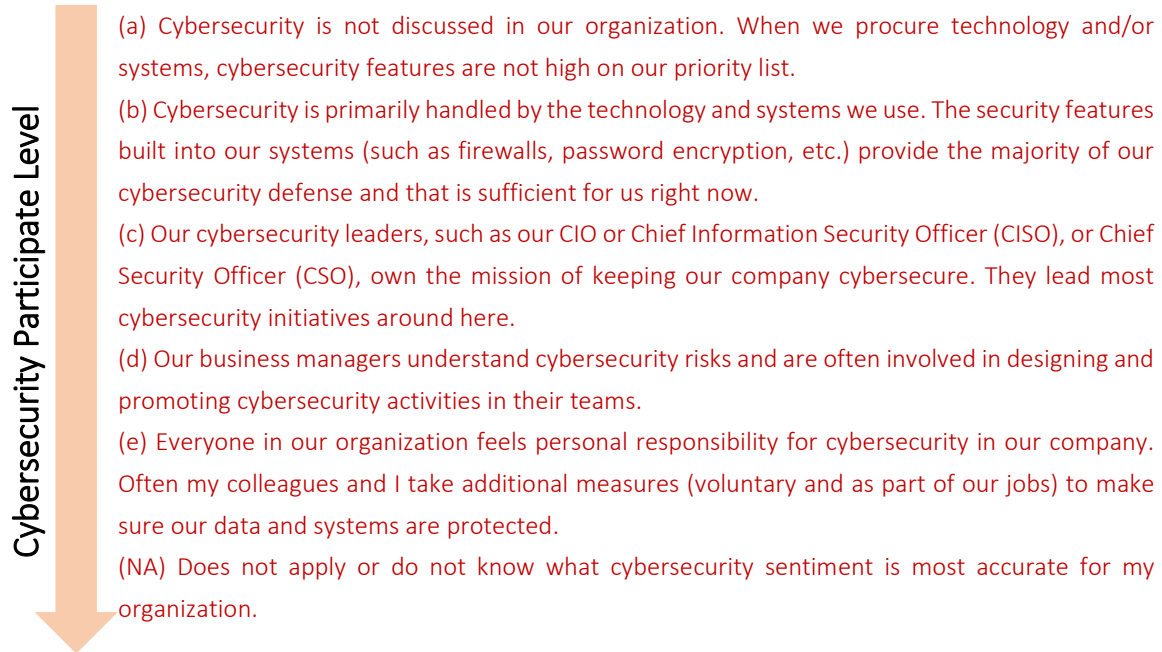 Cybersecurity Participate Level
(a) Cybersecurity is not discussed in our organization. When we procure technology and/or
systems, cybersecurity features are not high on our priority list.
(b) Cybersecurity is primarily handled by the technology and systems we use. The security features
built into our systems (such as firewalls, password encryption, etc.) provide the majority of our
cybersecurity defense and that is sufficient for us right now.
(c) Our cybersecurity leaders, such as our CIO or Chief Information Security Officer (CISO), or Chief
Security Officer (CSO), own the mission of keeping our company cybersecure. They lead most
cybersecurity initiatives around here.
(d) Our business managers understand cybersecurity risks and are often involved in designing and
promoting cybersecurity activities in their teams.
(e) Everyone in our organization feels personal responsibility for cybersecurity in our company.
Often my colleagues and I take additional measures (voluntary and as part of our jobs) to make
sure our data and systems are protected.
(NA) Does not apply or do not know what cybersecurity sentiment is most accurate for my
organization.